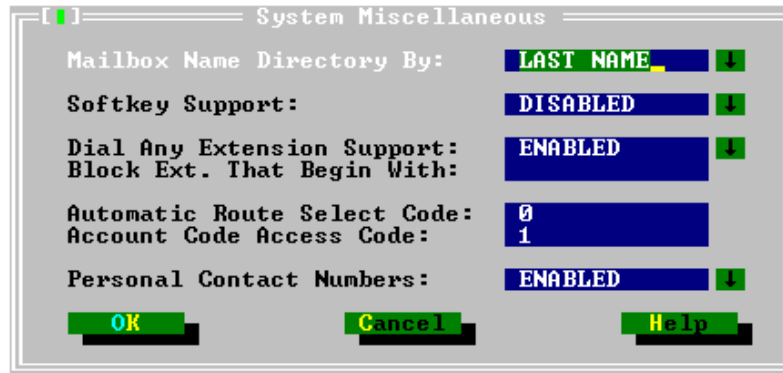 System Miscellaneous
Mailbox Name Directory By: LAST NAME
Softkey Support: DISABLED
Dial Any Extension Support: ENABLED
Block Ext. That Begin With:
Automatic Route Select Code: 0
Account Code Access Code: 1
Personal Contact Numbers: ENABLED
OK Cancel Help